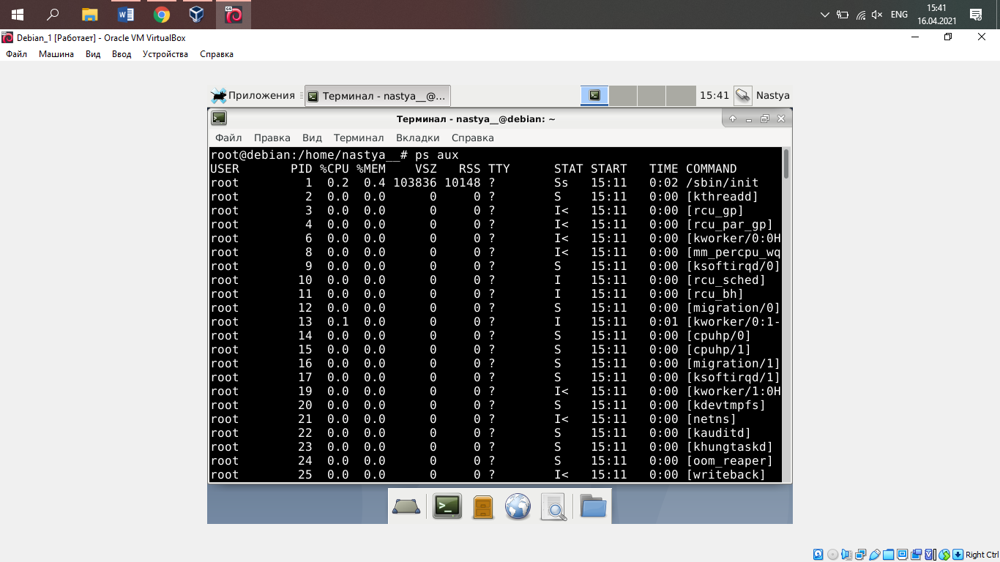 15:41
ENG
16.04.2021
Debian_1 [Работает] - Oracle VM VirtualBox
Файл Машина Вид Ввод Устройства Справка
Приложения Терминал - nastya__@... 15:41 Nastya
Терминал - nastya__@debian: ~
Файл Правка Вид Терминал Вкладки Справка
root@debian:/home/nastya__# ps aux
USER PID %CPU %MEM VSZ RSS TTY STAT START TIME COMMAND
root 1 0.2 0.4 103836 10148 ? Ss 15:11 0:02 /sbin/init
root 2 0.0 0.0 0 0 ? S 15:11 0:00 [kthreadd]
root 3 0.0 0.0 0 0 ? I< 15:11 0:00 [rcu_gp]
root 4 0.0 0.0 0 0 ? I< 15:11 0:00 [rcu_par_gp]
root 6 0.0 0.0 0 0 ? I< 15:11 0:00 [kworker/0:0H
root 8 0.0 0.0 0 0 ? I< 15:11 0:00 [mm_percpu_wq
root 9 0.0 0.0 0 0 ? S 15:11 0:00 [ksoftirqd/0]
root 10 0.0 0.0 0 0 ? I 15:11 0:00 [rcu_sched]
root 11 0.0 0.0 0 0 ? I 15:11 0:00 [rcu_bh]
root 12 0.0 0.0 0 0 ? S 15:11 0:00 [migration/0]
root 13 0.1 0.0 0 0 ? I 15:11 0:01 [kworker/0:1-
root 14 0.0 0.0 0 0 ? S 15:11 0:00 [cpuhp/0]
root 15 0.0 0.0 0 0 ? S 15:11 0:00 [cpuhp/1]
root 16 0.0 0.0 0 0 ? S 15:11 0:00 [migration/1]
root 17 0.0 0.0 0 0 ? S 15:11 0:00 [ksoftirqd/1]
root 19 0.0 0.0 0 0 ? I< 15:11 0:00 [kworker/1:0H
root 20 0.0 0.0 0 0 ? S 15:11 0:00 [kdevtmpfs]
root 21 0.0 0.0 0 0 ? I< 15:11 0:00 [netns]
root 22 0.0 0.0 0 0 ? S 15:11 0:00 [kauditd]
root 23 0.0 0.0 0 0 ? S 15:11 0:00 [khungtaskd]
root 24 0.0 0.0 0 0 ? S 15:11 0:00 [oom_reaper]
root 25 0.0 0.0 0 0 ? I< 15:11 0:00 [writeback]
Right Ctrl